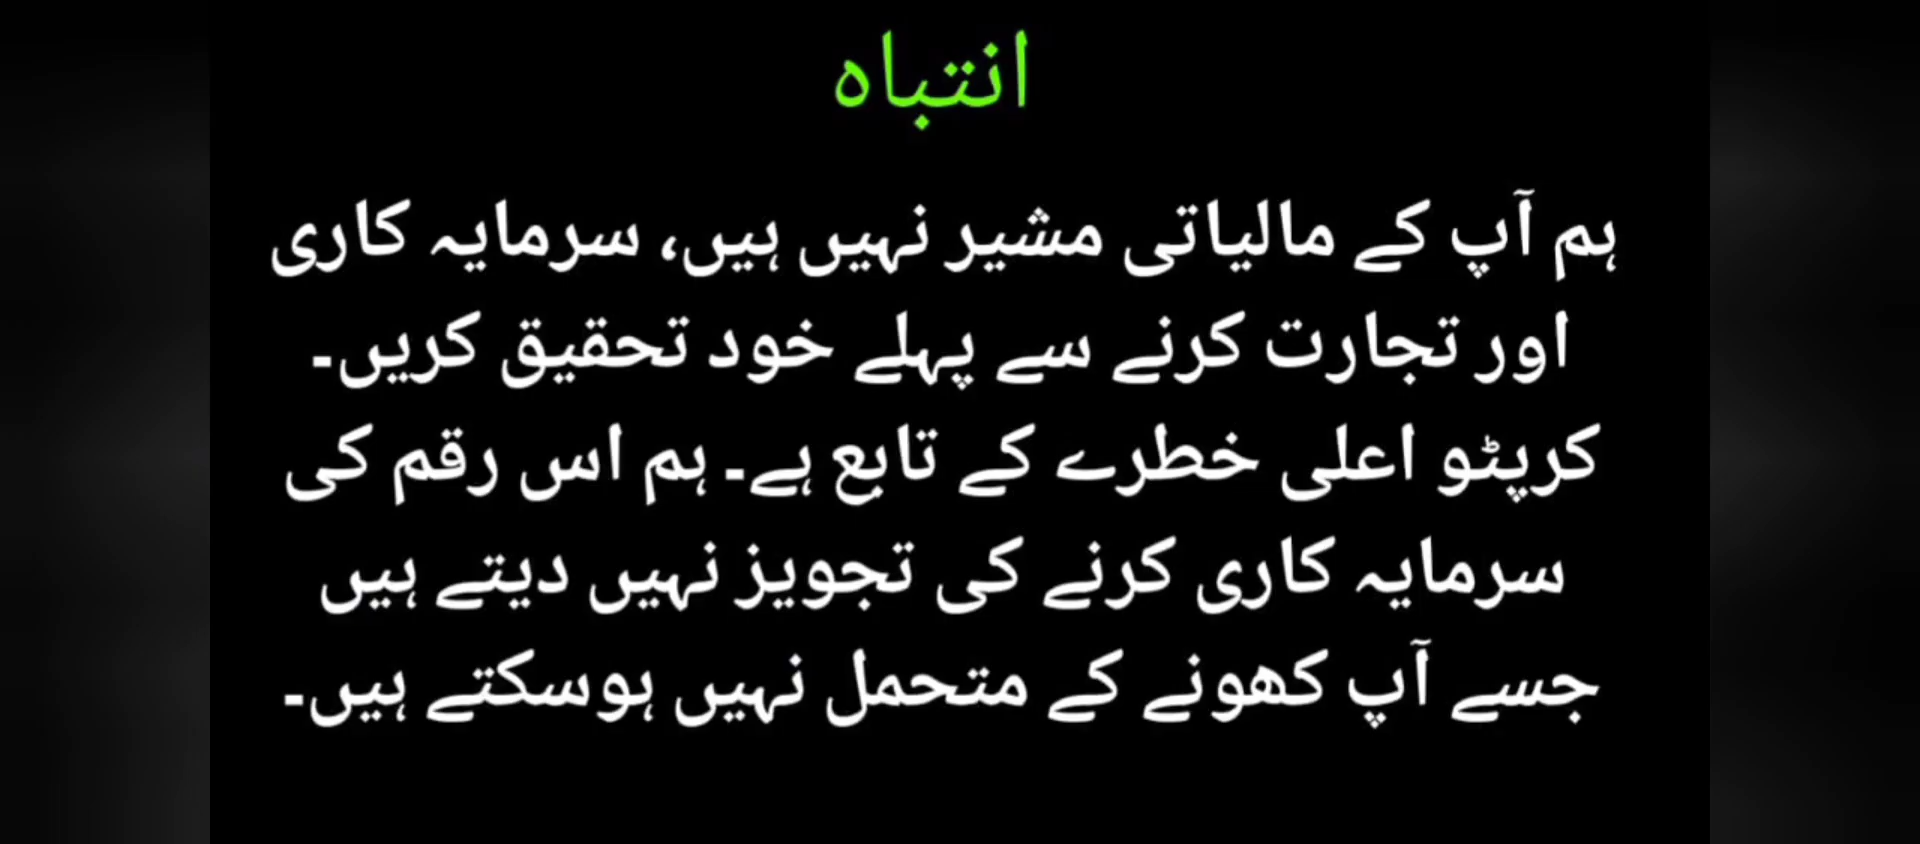 انتباہ
ہم آپ کے مالیاتی مشیر نہیں ہیں، سرمایہ کاری
اور تجارت کرنے سے پہلے خود تحقیق کریں۔
کرپٹو اعلی خطرے کے تابع ہے۔ ہم اس رقم کی
سرمایہ کاری کرنے کی تجویز نہیں دیتے ہیں
جسے آپ کھونے کے متحمل نہیں ہوسکتے ہیں۔